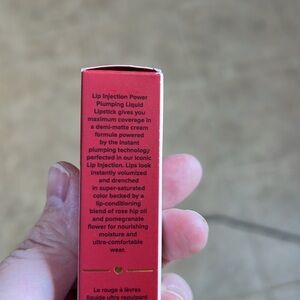 Lip Injection Power
Plumping Liquid
Lipstick gives you
maximum coverage in
a demi-matte cream
formula powered
by the instant
plumping technology
perfected in our iconic
Lip Injection. Lips look
instantly volumized
and drenched
in super-saturated
color backed by a
lip-conditioning
blend of rose hip oil
and pomegranate
flower for nourishing
moisture and
ultra-comfortable
wear.
Le rouge à lèvres
liquide ultra repulpant